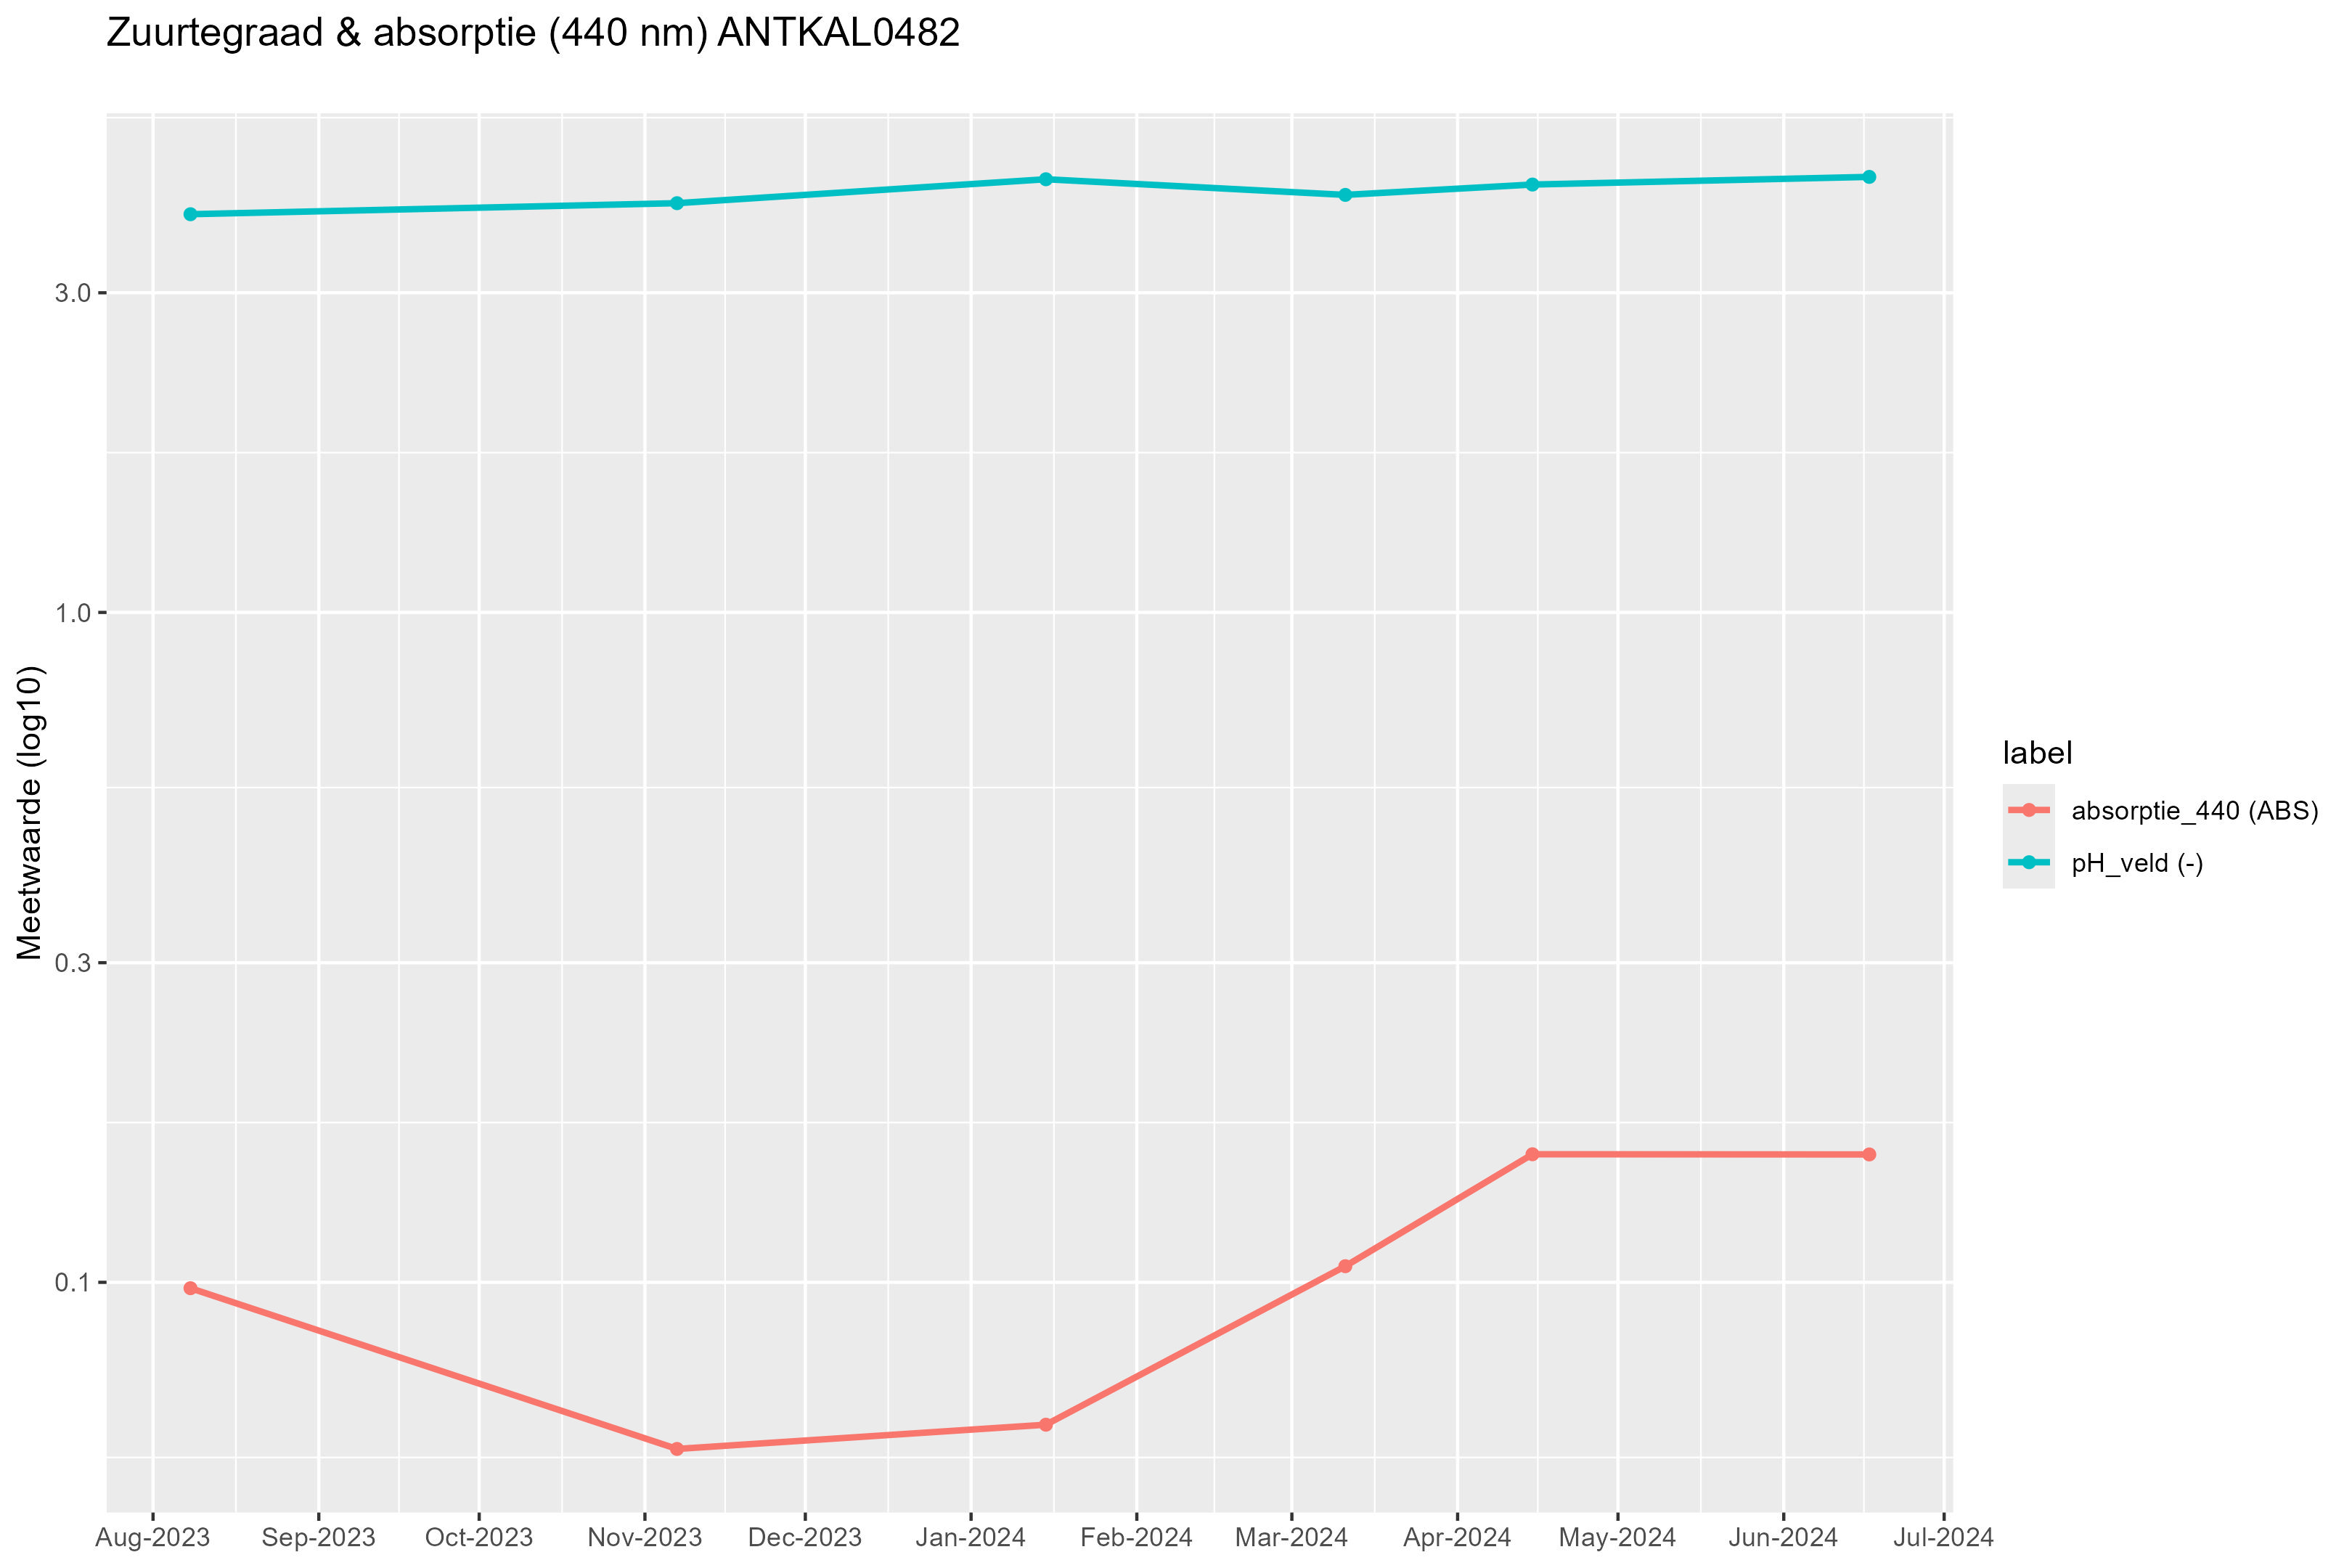 Zuurtegraad & absorptie (440 nm) ANTKAL0482
Meetwaarde (log10)
3.0
1.0
0.3
0.1
Aug-2023 Sep-2023 Oct-2023 Nov-2023 Dec-2023 Jan-2024 Feb-2024 Mar-2024 Apr-2024 May-2024 Jun-2024 Jul-2024
label
absorptie_440 (ABS)
pH_veld (-)